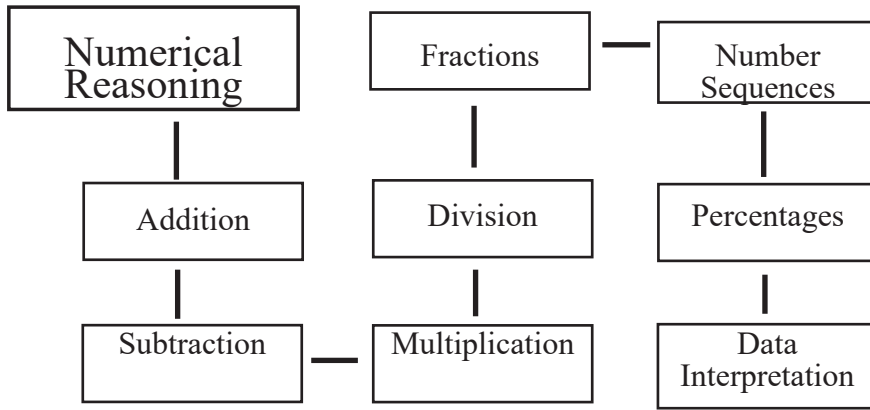 Numerical
Reasoning
Addition
Subtraction
Multiplication
Division
Fractions
Number
Sequences
Percentages
Data
Interpretation